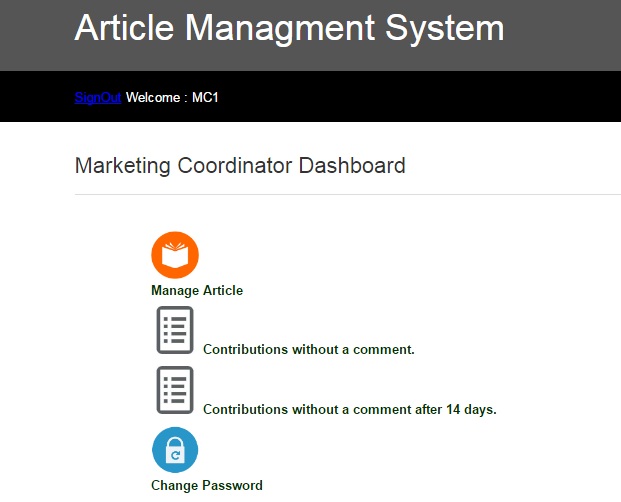 Article Managment System
SignOut Welcome : MC1
Marketing Coordinator Dashboard
Manage Article
Contributions without a comment.
Contributions without a comment after 14 days.
Change Password